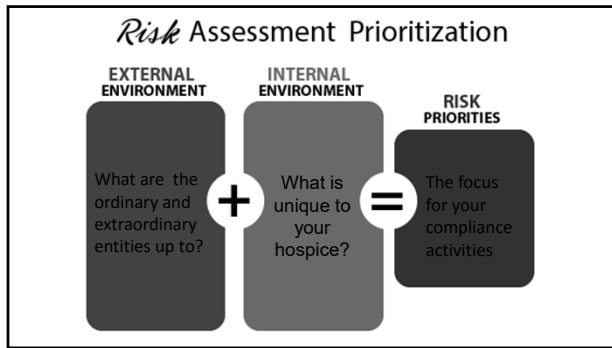 Risk Assessment Prioritization
EXTERNAL
ENVIRONMENT
What are the
ordinary and
extraordinary
entities up to?
+
INTERNAL
ENVIRONMENT
What is
unique to
your
hospice?
=
RISK
PRIORITIES
The focus
for your
compliance
activities